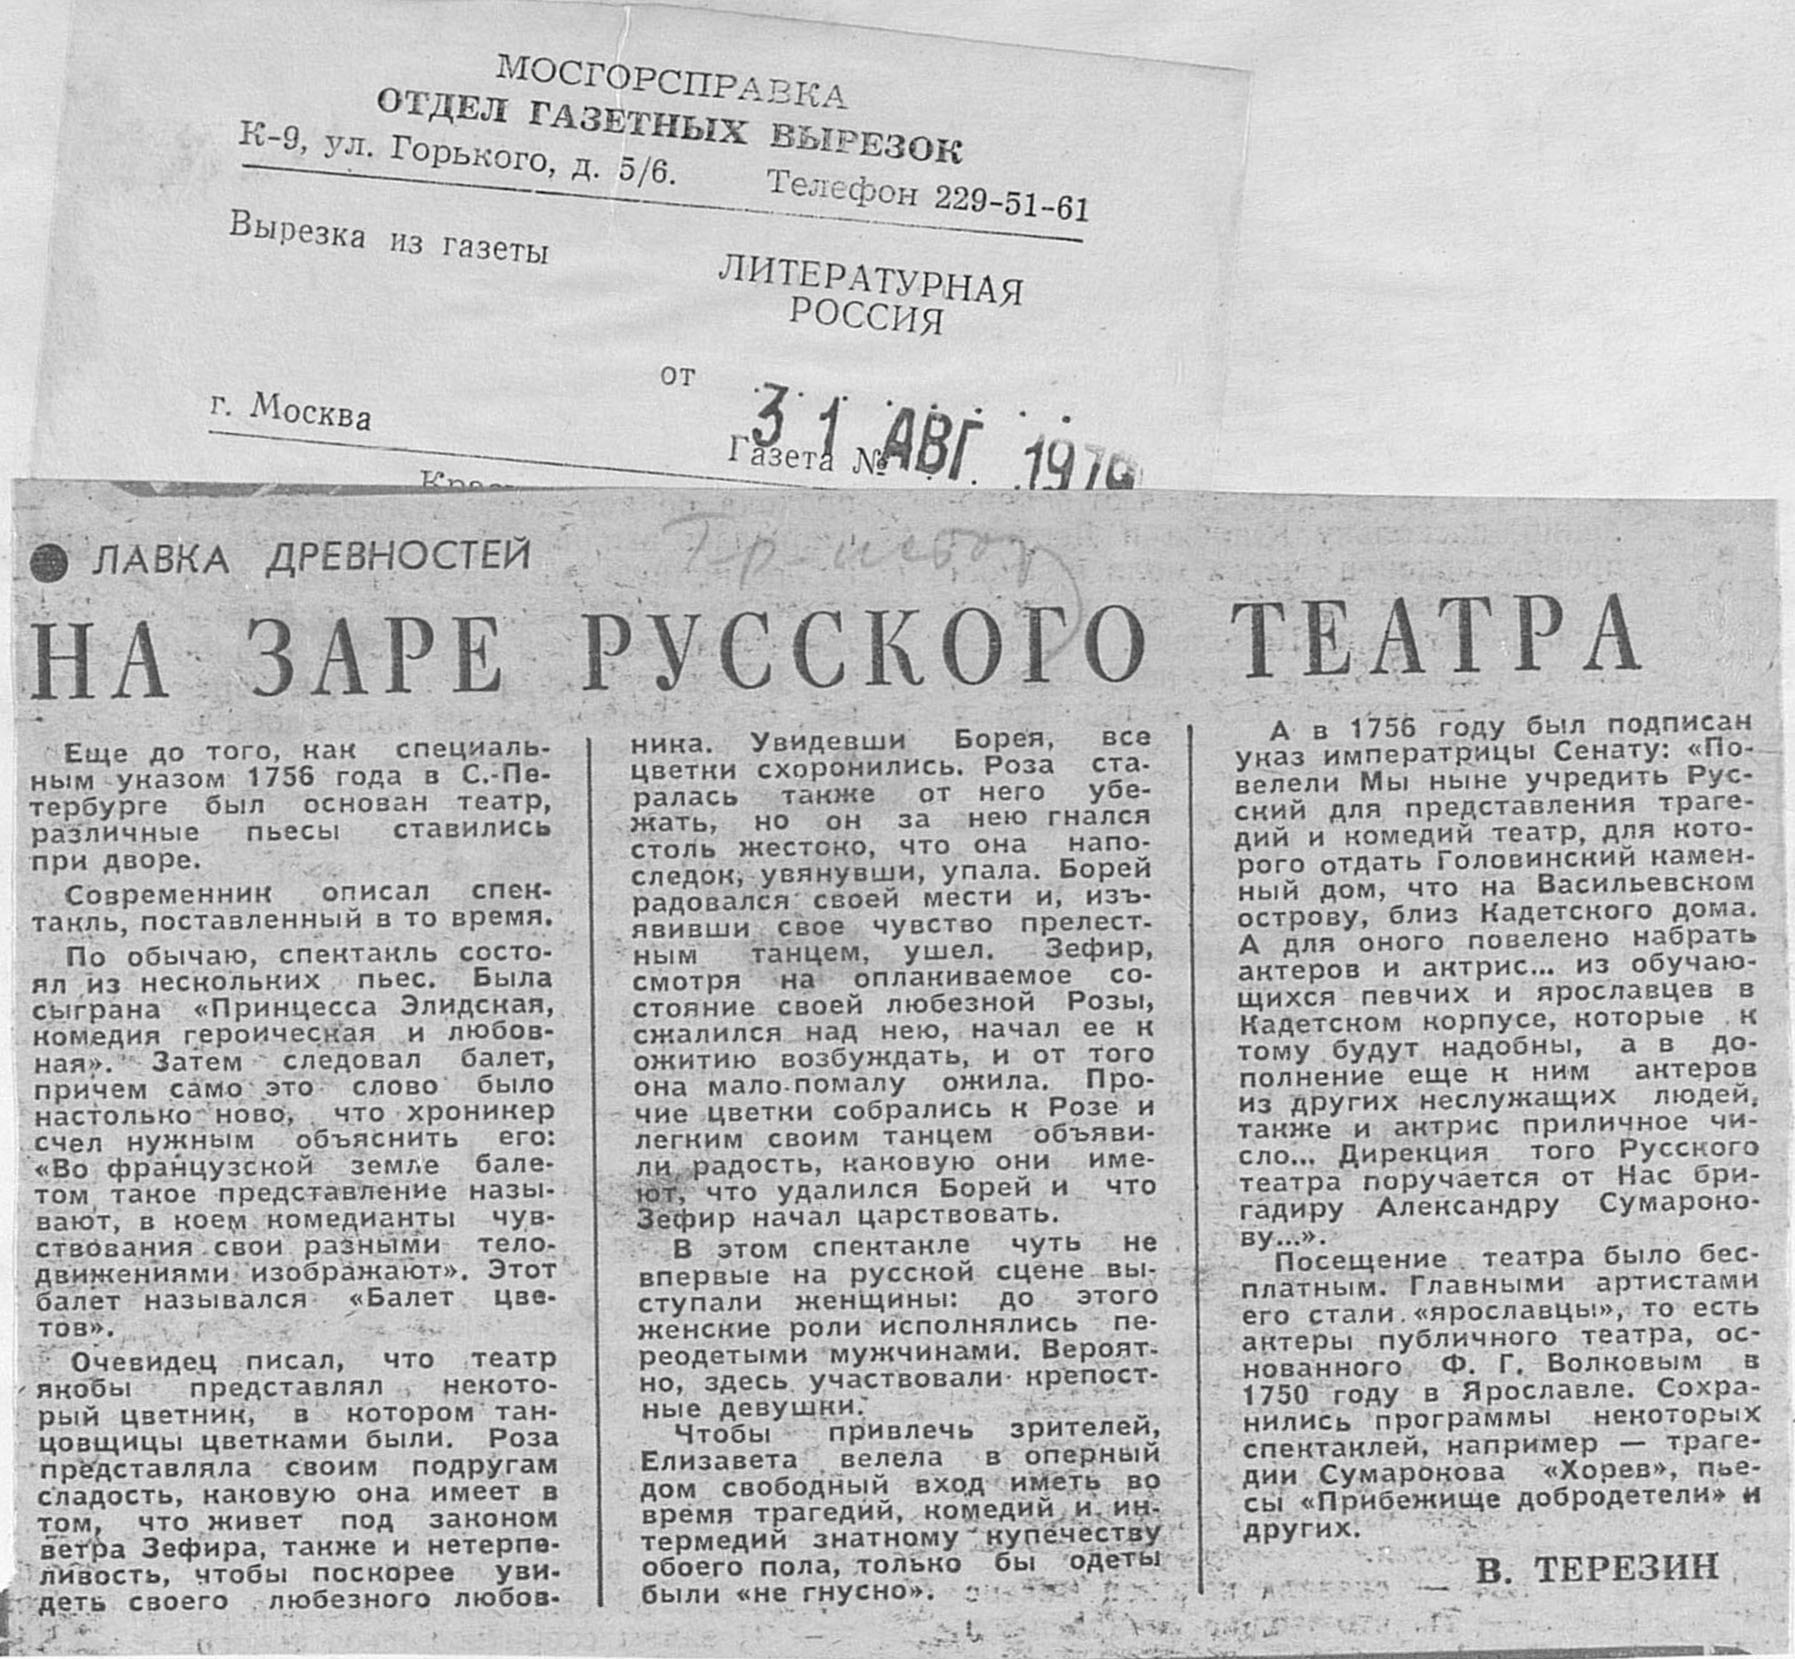 МОСГОРСПРАВКА
ОТДЕЛ ГАЗЕТНЫХ ВЫРЕЗОК
К-9, ул. Горького, д. 5/6. Телефон 229-51-61
Вырезка из газеты
ЛИТЕРАТУРНАЯ
РОССИЯ
от
31 АВГ. 1979
г. Москва
Газета №
● ЛАВКА ДРЕВНОСТЕЙ
НА ЗАРЕ РУССКОГО ТЕАТРА
Еще до того, как специаль-
ным указом 1756 года в С.-Пе-
тербурге был основан театр,
различные пьесы ставились
при дворе.
Современник описал спек-
такль, поставленный в то время.
По обычаю, спектакль состо-
ял из нескольких пьес. Была
сыграна «Принцесса Элидская,
комедия героическая и любов-
ная». Затем следовал балет,
причем само это слово было
настолько ново, что хроникер
счел нужным объяснить его:
«Во французской земле бале-
том такое представление назы-
вают, в коем комедианты чув-
ствования свои разными тело-
движениями изображают». Этот
балет назывался «Балет цве-
тов».
Очевидец писал, что театр
якобы представлял некото-
рый цветник, в котором тан-
цовщицы цветками были. Роза
представляла своим подругам
сладость, каковую она имеет в
том, что живет под законом
ветра Зефира, также и нетерпе-
ливость, чтобы поскорее уви-
деть своего любезного любов-
ника. Увидевши Борея, все
цветки схоронились. Роза ста-
ралась также от него убе-
жать, но он за нею гнался
столь жестоко, что она напо-
следок, увянувши, упала. Борей
радовался своей мести и, изъ-
явивши свое чувство прелест-
ным танцем, ушел. Зефир,
смотря на оплакиваемое со-
стояние своей любезной Розы,
сжалился над нею, начал ее к
ожитию возбуждать, и от того
она мало-помалу ожила. Про-
чие цветки собрались к Розе и
легким своим танцем объяви-
ли радость, каковую они име-
ют, что удалился Борей и что
Зефир начал царствовать.
В этом спектакле чуть не
впервые на русской сцене вы-
ступали женщины: до этого
женские роли исполнялись пе-
реодетыми мужчинами. Вероят-
но, здесь участвовали крепост-
ные девушки.
Чтобы привлечь зрителей,
Елизавета велела в оперный
дом свободный вход иметь во
время трагедий, комедий и ин-
термедий знатному купечеству
обоего пола, только бы одеты
были «не гнусно».
А в 1756 году был подписан
указ императрицы Сенату: «По-
велели Мы ныне учредить Рус-
ский для представления траге-
дий и комедий театр, для кото-
рого отдать Головинский камен-
ный дом, что на Васильевском
острову, близ Кадетского дома.
А для оного повелено набрать
актеров и актрис... из обучаю-
щихся певчих и ярославцев в
Кадетском корпусе, которые к
тому будут надобны, а в до-
полнение еще к ним актеров
из других неслужащих людей,
также и актрис приличное чи-
сло... Дирекция того Русского
театра поручается от Нас бри-
гадиру Александру Сумароко-
ву...».
Посещение театра было бес-
платным. Главными артистами
его стали «ярославцы», то есть
актеры публичного театра, ос-
нованного Ф. Г. Волковым в
1750 году в Ярославле. Сохра-
нились программы некоторых
спектаклей, например — траге-
дии Сумарокова «Хорев», пье-
сы «Прибежище добродетели» и
других.
В. ТЕРЕЗИН